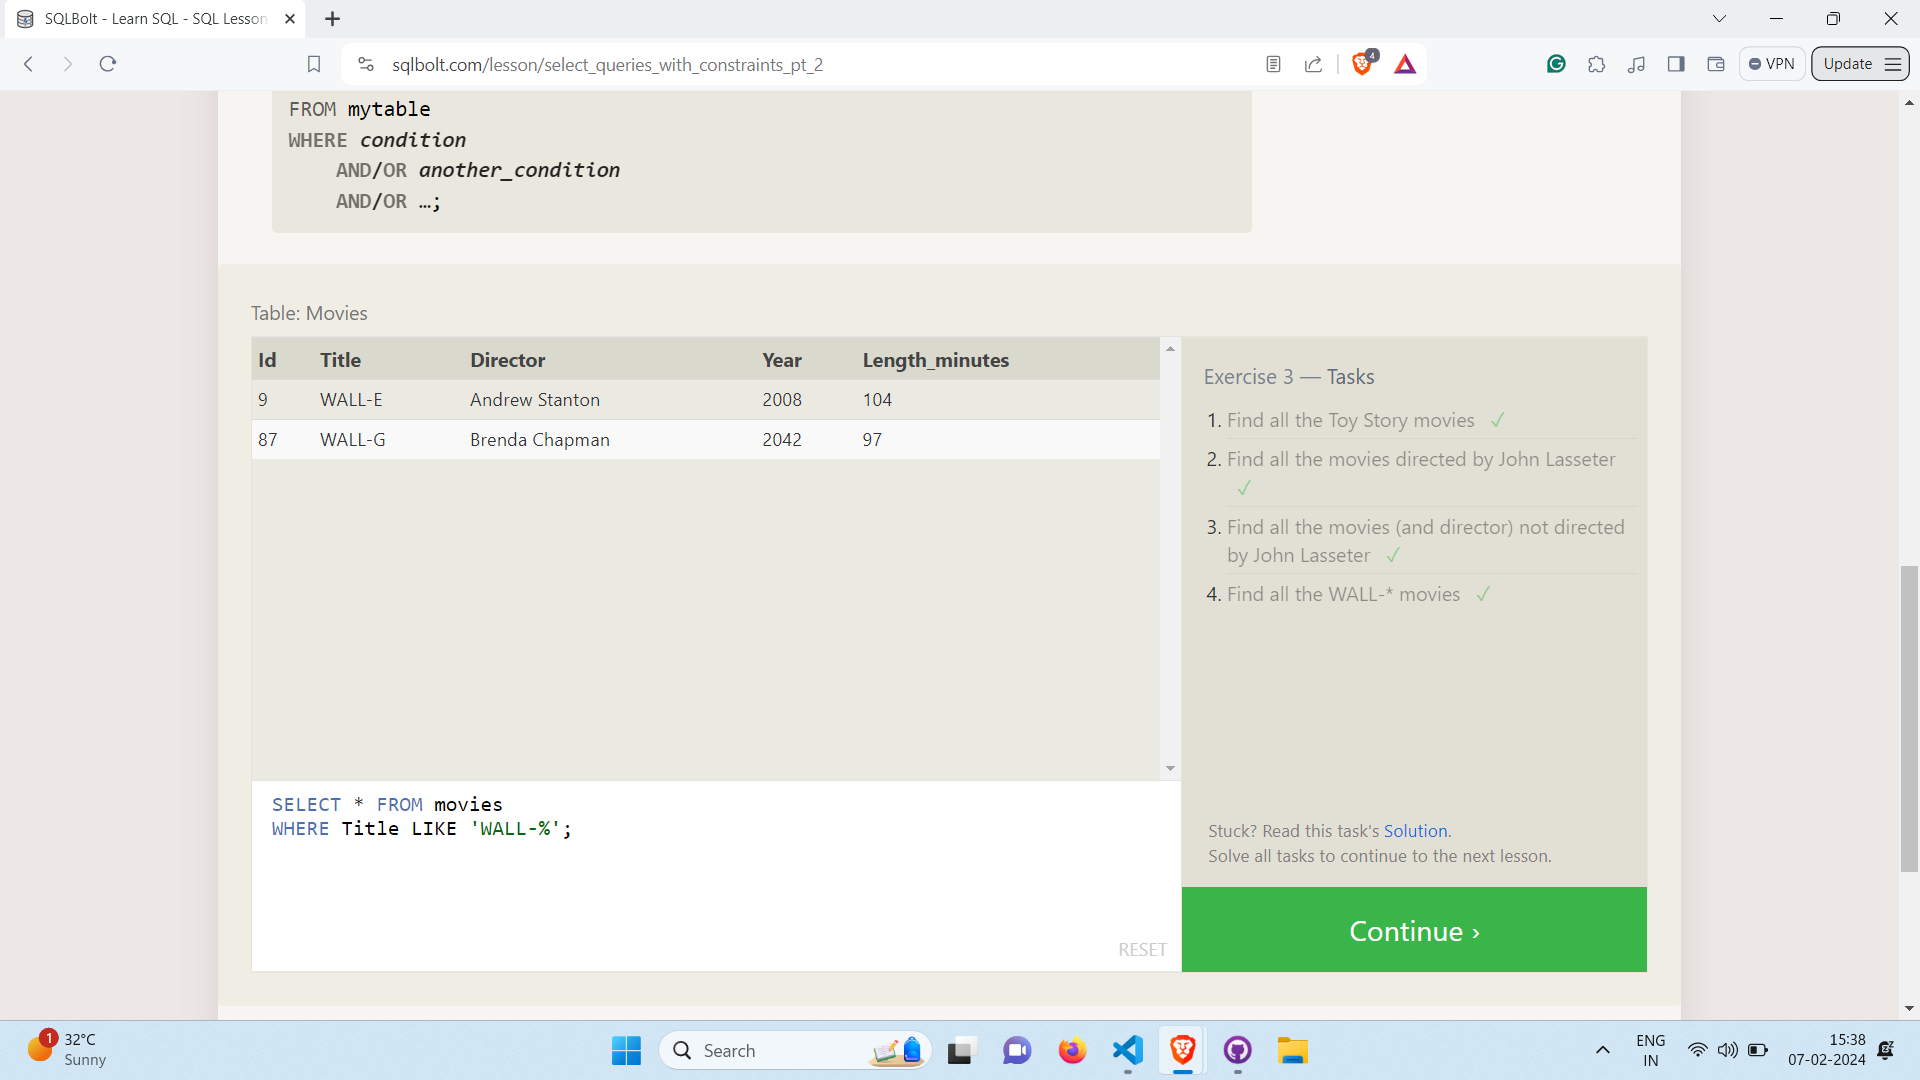 SQLBolt - Learn SQL - SQL Lesson
sqlbolt.com/lesson/select_queries_with_constraints_pt_2
4
VPN
Update
FROM mytable
WHERE condition
AND/OR another_condition
AND/OR …;
Table: Movies
Id Title Director Year Length_minutes
9 WALL-E Andrew Stanton 2008 104
87 WALL-G Brenda Chapman 2042 97
Exercise 3 — Tasks
1. Find all the Toy Story movies ✓
2. Find all the movies directed by John Lasseter
✓
3. Find all the movies (and director) not directed
by John Lasseter ✓
4. Find all the WALL-* movies ✓
SELECT * FROM movies
WHERE Title LIKE 'WALL-%';
RESET
Stuck? Read this task's Solution.
Solve all tasks to continue to the next lesson.
Continue ›
1
32°C
Sunny
Search
ENG
IN
15:38
07-02-2024